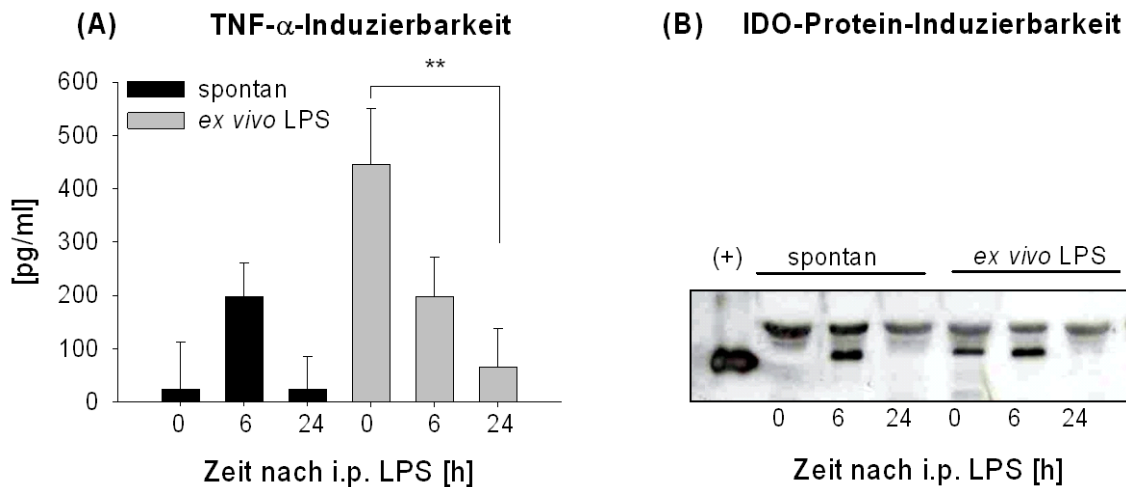 (A) TNF-α-Induzierbarkeit
spontan
ex vivo LPS
**
600
500
400
300
200
100
0
[pg/ml]
0 6 24 0 6 24
Zeit nach i.p. LPS [h]
(B) IDO-Protein-Induzierbarkeit
(+) spontan ex vivo LPS
0 6 24 0 6 24
Zeit nach i.p. LPS [h]